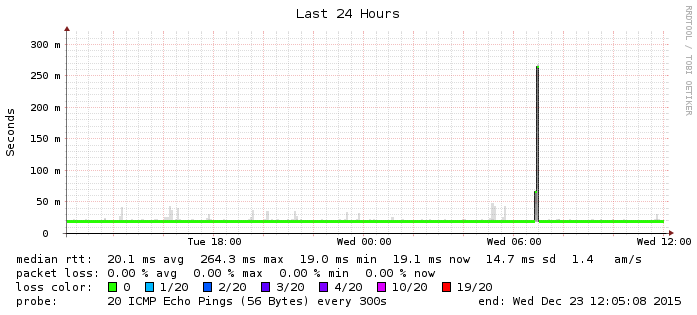 Last 24 Hours
RRDTOOL / TOBI OETIKER
Seconds
300 m
250 m
200 m
150 m
100 m
50 m
0
Tue 18:00 Wed 00:00 Wed 06:00 Wed 12:00
median rtt: 20.1 ms avg 264.3 ms max 19.0 ms min 19.1 ms now 14.7 ms sd 1.4 am/s
packet loss: 0.00 % avg 0.00 % max 0.00 % min 0.00 % now
loss color: 0 1/20 2/20 3/20 4/20 10/20 19/20
probe: 20 ICMP Echo Pings (56 Bytes) every 300s end: Wed Dec 23 12:05:08 2015